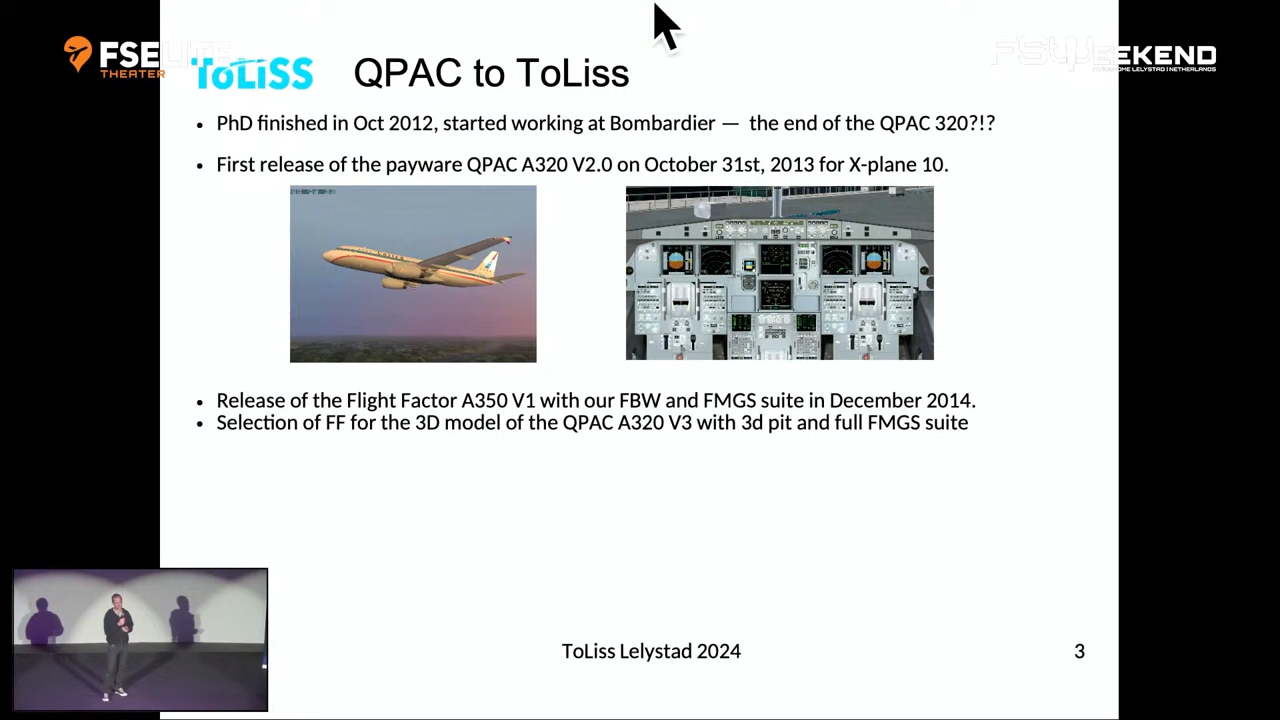 FSELITE
THEATER
ToLiSS
QPAC to ToLiss
FSWEEKEND
• PhD finished in Oct 2012, started working at Bombardier — the end of the QPAC 320?!?
• First release of the payware QPAC A320 V2.0 on October 31st, 2013 for X-plane 10.
• Release of the Flight Factor A350 V1 with our FBW and FMGS suite in December 2014.
• Selection of FF for the 3D model of the QPAC A320 V3 with 3d pit and full FMGS suite
ToLiss Lelystad 2024
3